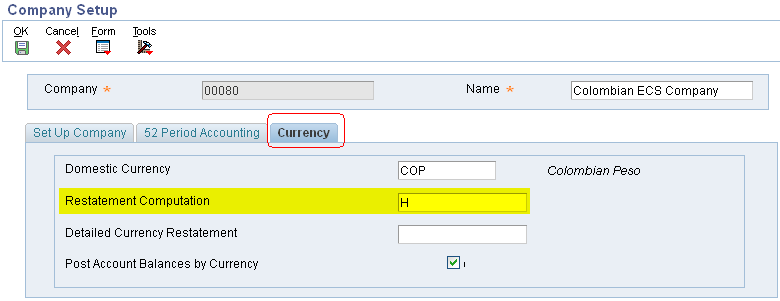 Company Setup
OK Cancel Form Tools
Company * 00080 Name * Colombian ECS Company
Set Up Company 52 Period Accounting Currency
Domestic Currency COP Colombian Peso
Restatement Computation H
Detailed Currency Restatement
Post Account Balances by Currency